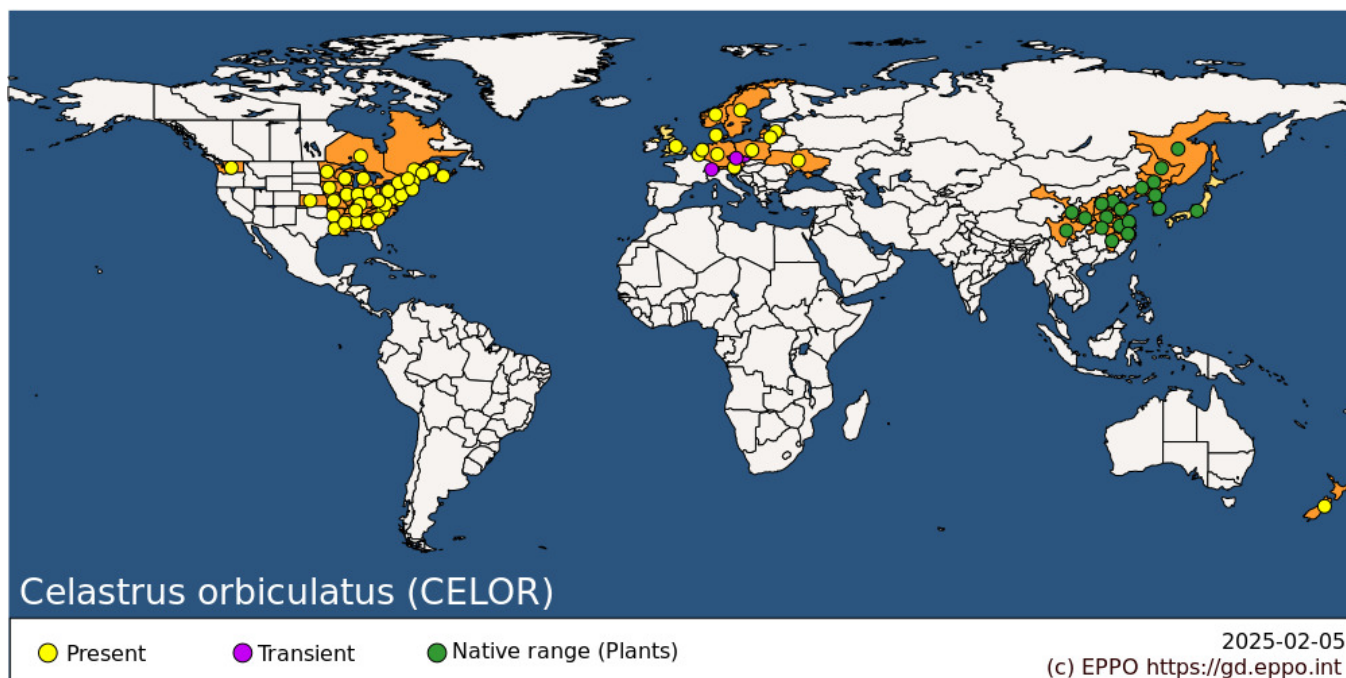 Celastrus orbiculatus (CELOR)
Present
Transient
Native range (Plants)
2025-02-05
(c) EPPO https://gd.eppo.int